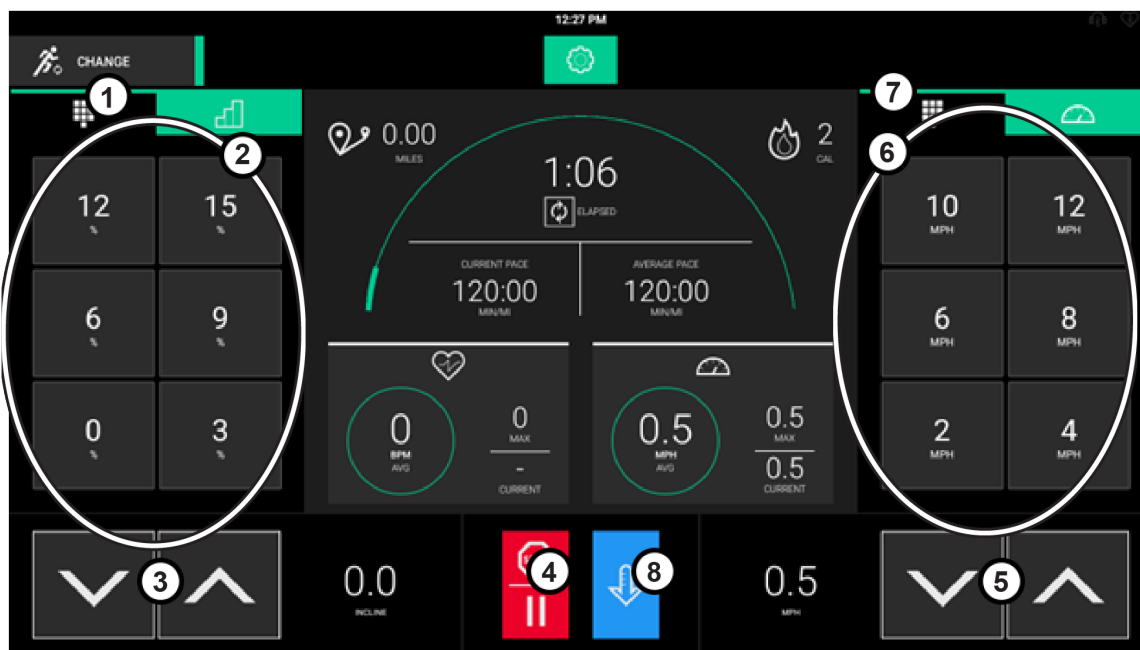 12:27 PM
CHANGE
1
7
2
6
0.00
MILES
2
CAL
1:06
ELAPSED
CURRENT PACE
120:00
MIN/MI
AVERAGE PACE
120:00
MIN/MI
12
%
15
%
6
%
9
%
0
%
3
%
0
BPM
AVG
0
MAX
-
CURRENT
0.5
MPH
AVG
0.5
MAX
0.5
CURRENT
10
MPH
12
MPH
6
MPH
8
MPH
2
MPH
4
MPH
3
0.0
INCLINE
4
8
0.5
MPH
5